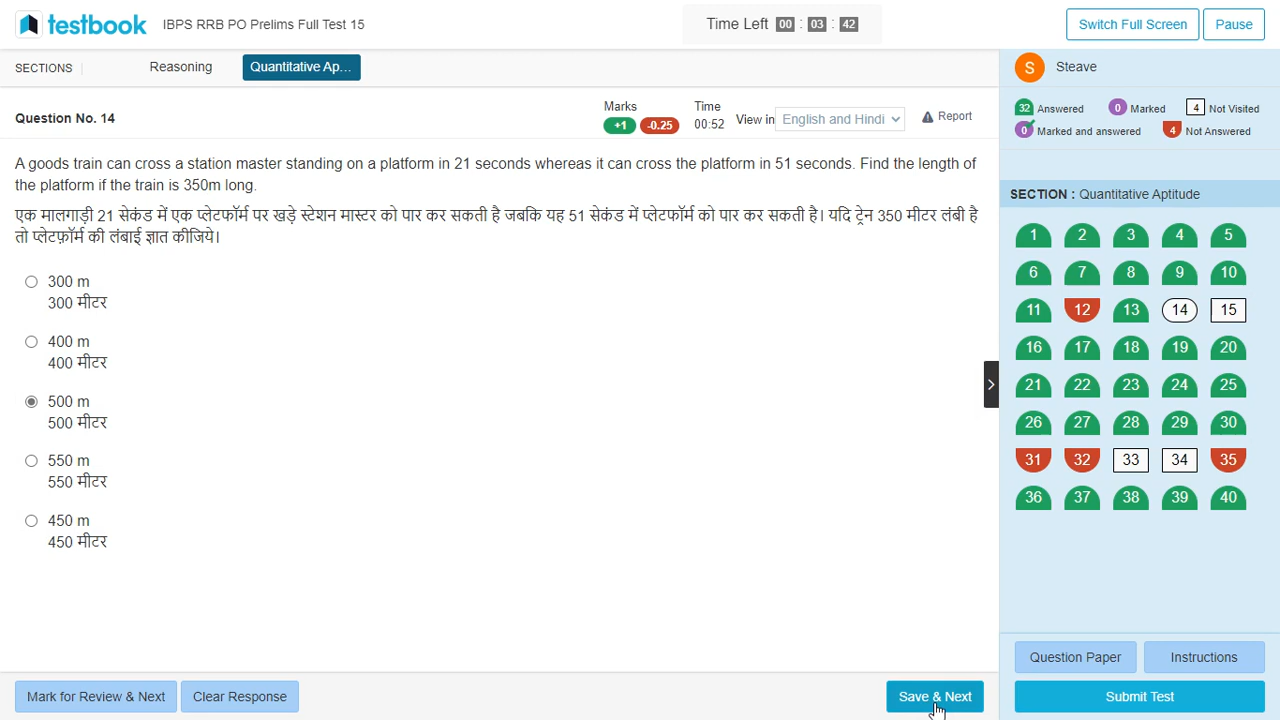 testbook IBPS RRB PO Prelims Full Test 15 Time Left 00 : 03 : 42 Switch Full Screen Pause
SECTIONS Reasoning Quantitative Ap... S Steave
Question No. 14 Marks +1 -0.25 Time 00:52 View in English and Hindi Report
32 Answered 0 Marked 4 Not Visited
0 Marked and answered 4 Not Answered
A goods train can cross a station master standing on a platform in 21 seconds whereas it can cross the platform in 51 seconds. Find the length of
the platform if the train is 350m long.
एक मालगाड़ी 21 सेकंड में एक प्लेटफॉर्म पर खड़े स्टेशन मास्टर को पार कर सकती है जबकि यह 51 सेकंड में प्लेटफॉर्म को पार कर सकती है। यदि ट्रेन 350 मीटर लंबी है
तो प्लेटफ़ॉर्म की लंबाई ज्ञात कीजिये।
300 m
300 मीटर
400 m
400 मीटर
500 m
500 मीटर
550 m
550 मीटर
450 m
450 मीटर
SECTION : Quantitative Aptitude
1 2 3 4 5
6 7 8 9 10
11 12 13 14 15
16 17 18 19 20
21 22 23 24 25
26 27 28 29 30
31 32 33 34 35
36 37 38 39 40
Question Paper Instructions
Mark for Review & Next Clear Response Save & Next Submit Test